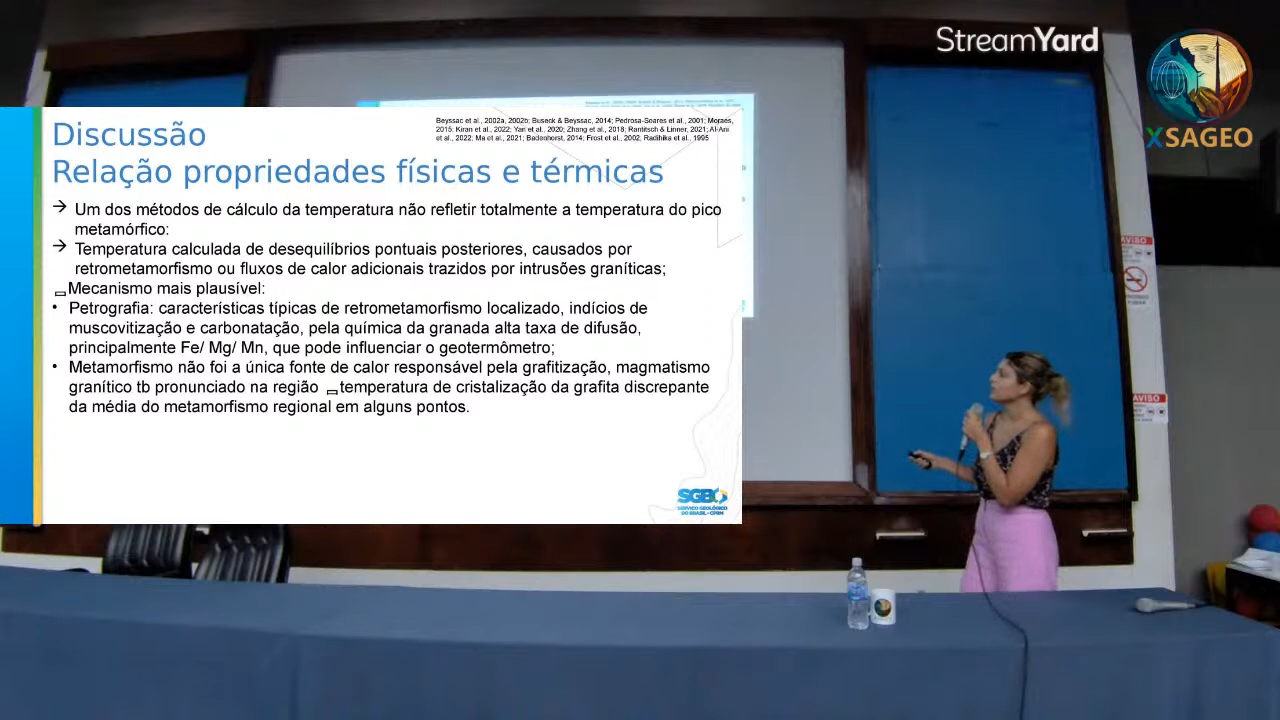 StreamYard
XSAGEO
Discussão
Beyssac et al., 2002a, 2002b; Buseck & Beyssac, 2014; Pedrosa-Soares et al., 2001; Moraes,
2015; Kiran et al., 2022; Yan et al., 2020; Zhang et al., 2018; Rantitsch & Linner, 2021; Al-Ani
et al., 2022; Ma et al., 2021; Badenhorst, 2014; Frost et al., 2002; Radihika et al.. 1995
Relação propriedades físicas e térmicas
→ Um dos métodos de cálculo da temperatura não refletir totalmente a temperatura do pico
metamórfico:
→ Temperatura calculada de desequilíbrios pontuais posteriores, causados por
retrometamorfismo ou fluxos de calor adicionais trazidos por intrusões graníticas;
Mecanismo mais plausível:
• Petrografia: características típicas de retrometamorfismo localizado, indícios de
muscovitização e carbonatação, pela química da granada alta taxa de difusão,
principalmente Fe/ Mg/ Mn, que pode influenciar o geotermômetro;
• Metamorfismo não foi a única fonte de calor responsável pela grafitização, magmatismo
granítico tb pronunciado na região temperatura de cristalização da grafita discrepante
da média do metamorfismo regional em alguns pontos.
SGB
SERVIÇO GEOLÓGICO
DO BRASIL - CPRM
AVISO
AVISO